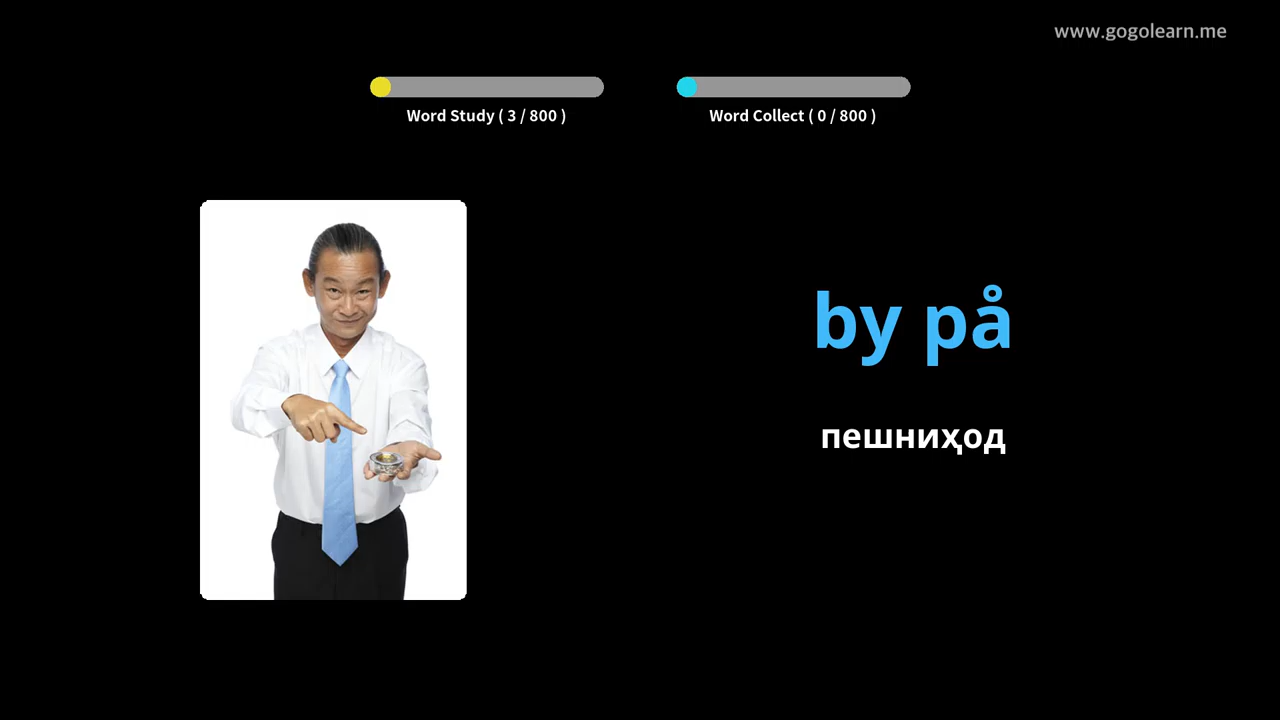 www.gogolearn.me
Word Study ( 3 / 800 )
Word Collect ( 0 / 800 )
by på
пешниҳод